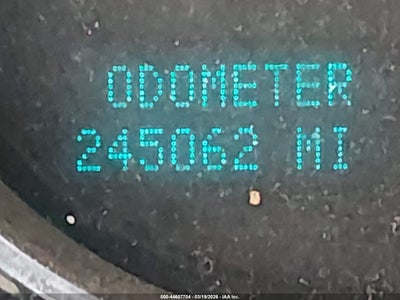 ODOMETER
245062 MI
000-44607704 - 03/19/2026 - IAA Inc.